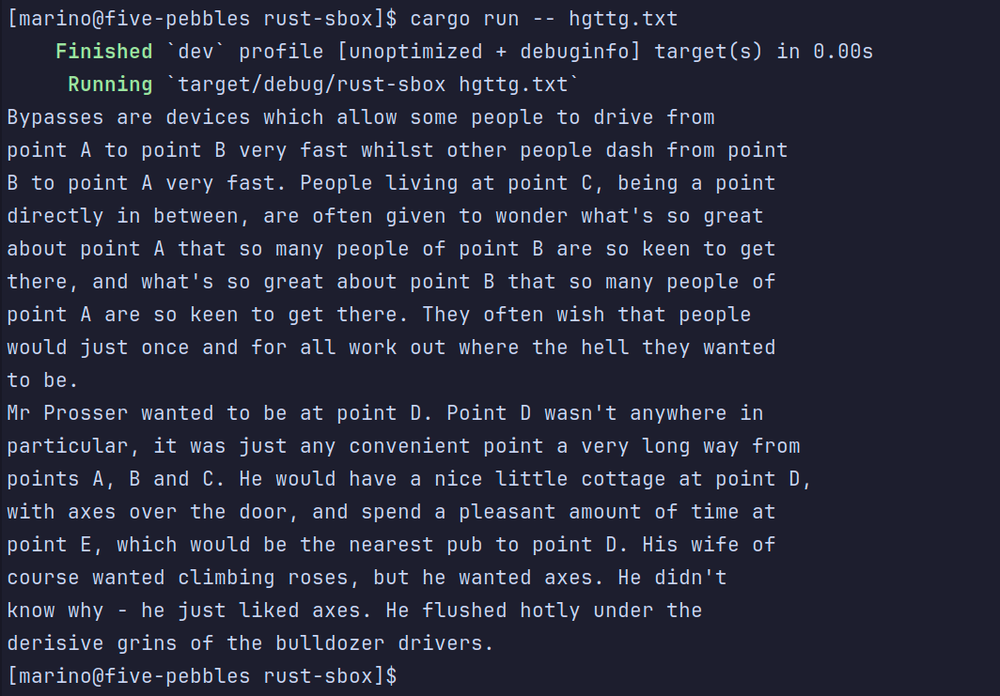 [marino@five-pebbles rust-sbox]$ cargo run -- hgttg.txt
    Finished `dev` profile [unoptimized + debuginfo] target(s) in 0.00s
     Running `target/debug/rust-sbox hgttg.txt`
Bypasses are devices which allow some people to drive from
point A to point B very fast whilst other people dash from point
B to point A very fast. People living at point C, being a point
directly in between, are often given to wonder what's so great
about point A that so many people of point B are so keen to get
there, and what's so great about point B that so many people of
point A are so keen to get there. They often wish that people
would just once and for all work out where the hell they wanted
to be.
Mr Prosser wanted to be at point D. Point D wasn't anywhere in
particular, it was just any convenient point a very long way from
points A, B and C. He would have a nice little cottage at point D,
with axes over the door, and spend a pleasant amount of time at
point E, which would be the nearest pub to point D. His wife of
course wanted climbing roses, but he wanted axes. He didn't
know why - he just liked axes. He flushed hotly under the
derisive grins of the bulldozer drivers.
[marino@five-pebbles rust-sbox]$